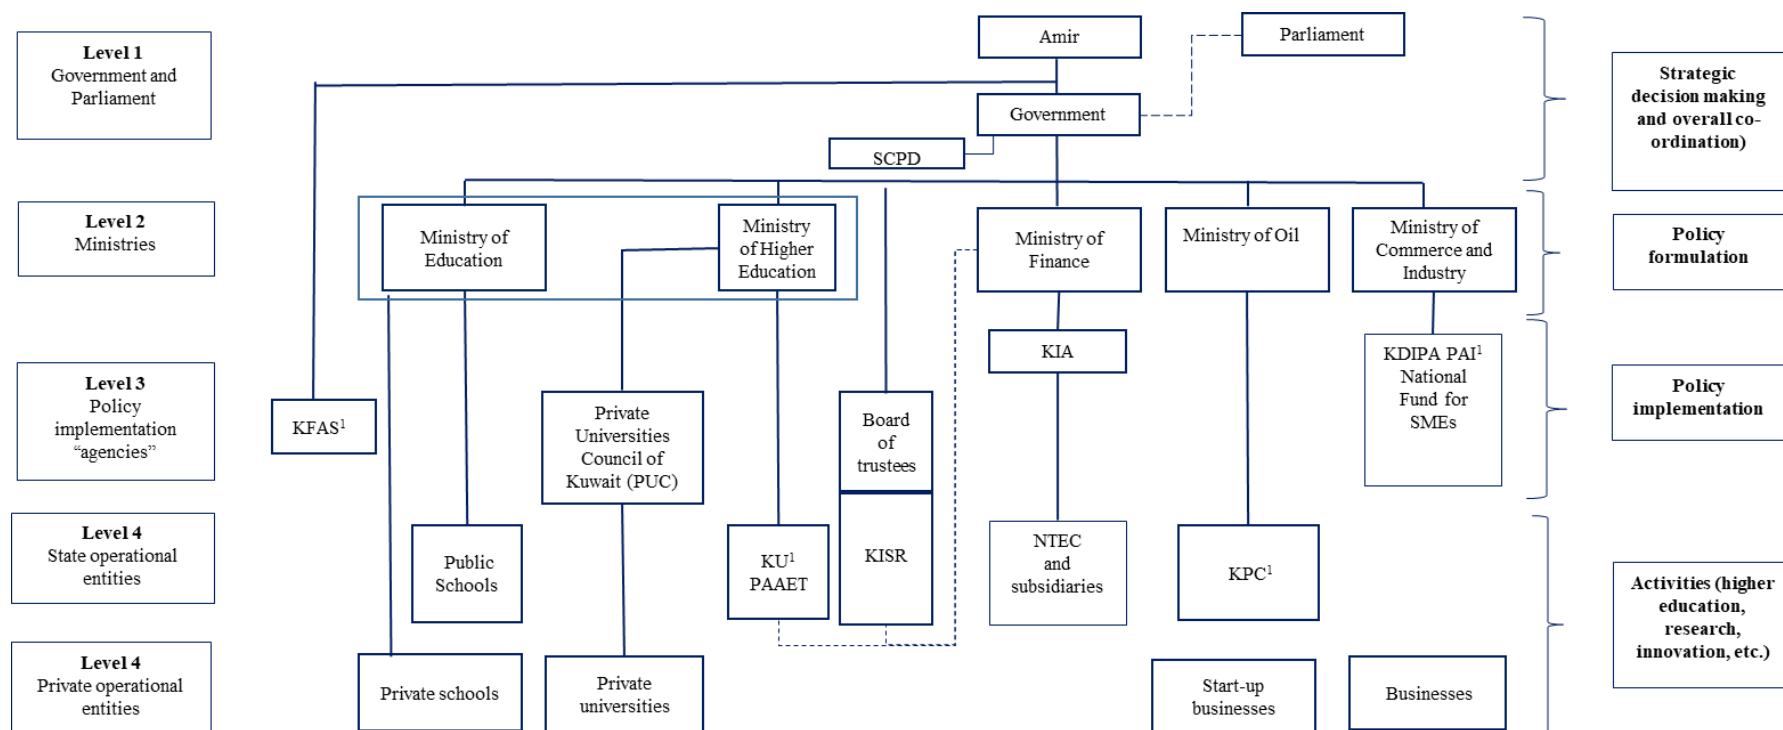 Level 1
Government and
Parliament
Amir
Parliament
Government
SCPD
Strategic
decision making
and overall co-
ordination)
Level 2
Ministries
Ministry of
Education
Ministry
of Higher
Education
Ministry of
Finance
Ministry of Oil
Ministry of
Commerce and
Industry
Policy
formulation
Level 3
Policy
implementation
“agencies”
KFAS¹
Private
Universities
Council of
Kuwait (PUC)
Board
of
trustees
KIA
KDIPA PAI¹
National
Fund for
SMEs
Policy
implementation
Level 4
State operational
entities
Public
Schools
KU¹
PAAET
KISR
NTEC
and
subsidiaries
KPC¹
Activities (higher
education,
research,
innovation, etc.)
Level 4
Private operational
entities
Private schools
Private
universities
Start-up
businesses
Businesses